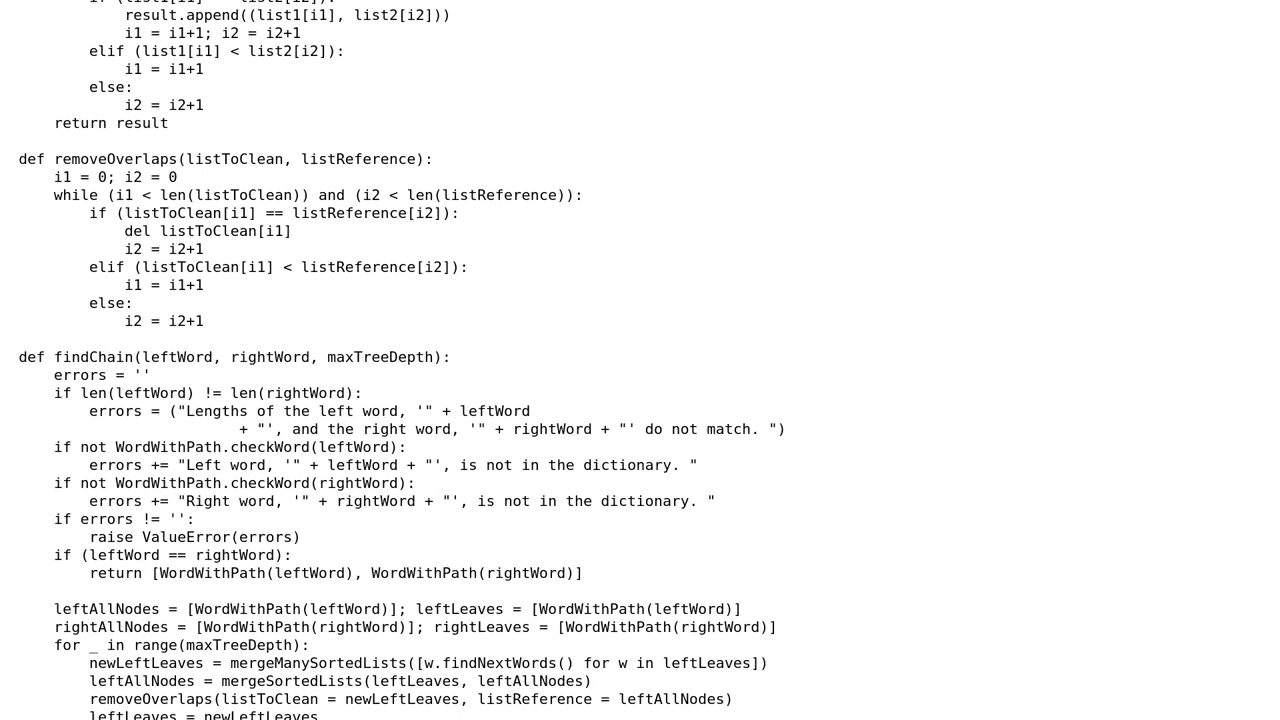 if (list1[i1] == list2[i2]):
result.append((list1[i1], list2[i2]))
i1 = i1+1; i2 = i2+1
elif (list1[i1] < list2[i2]):
i1 = i1+1
else:
i2 = i2+1
return result
def removeOverlaps(listToClean, listReference):
i1 = 0; i2 = 0
while (i1 < len(listToClean)) and (i2 < len(listReference)):
if (listToClean[i1] == listReference[i2]):
del listToClean[i1]
i2 = i2+1
elif (listToClean[i1] < listReference[i2]):
i1 = i1+1
else:
i2 = i2+1
def findChain(leftWord, rightWord, maxTreeDepth):
errors = ''
if len(leftWord) != len(rightWord):
errors = ("Lengths of the left word, '" + leftWord
+ "', and the right word, '" + rightWord + "' do not match. ")
if not WordWithPath.checkWord(leftWord):
errors += "Left word, '" + leftWord + "', is not in the dictionary. "
if not WordWithPath.checkWord(rightWord):
errors += "Right word, '" + rightWord + "', is not in the dictionary. "
if errors != '':
raise ValueError(errors)
if (leftWord == rightWord):
return [WordWithPath(leftWord), WordWithPath(rightWord)]
leftAllNodes = [WordWithPath(leftWord)]; leftLeaves = [WordWithPath(leftWord)]
rightAllNodes = [WordWithPath(rightWord)]; rightLeaves = [WordWithPath(rightWord)]
for _ in range(maxTreeDepth):
newLeftLeaves = mergeManySortedLists([w.findNextWords() for w in leftLeaves])
leftAllNodes = mergeSortedLists(leftLeaves, leftAllNodes)
removeOverlaps(listToClean = newLeftLeaves, listReference = leftAllNodes)
leftLeaves = newLeftLeaves